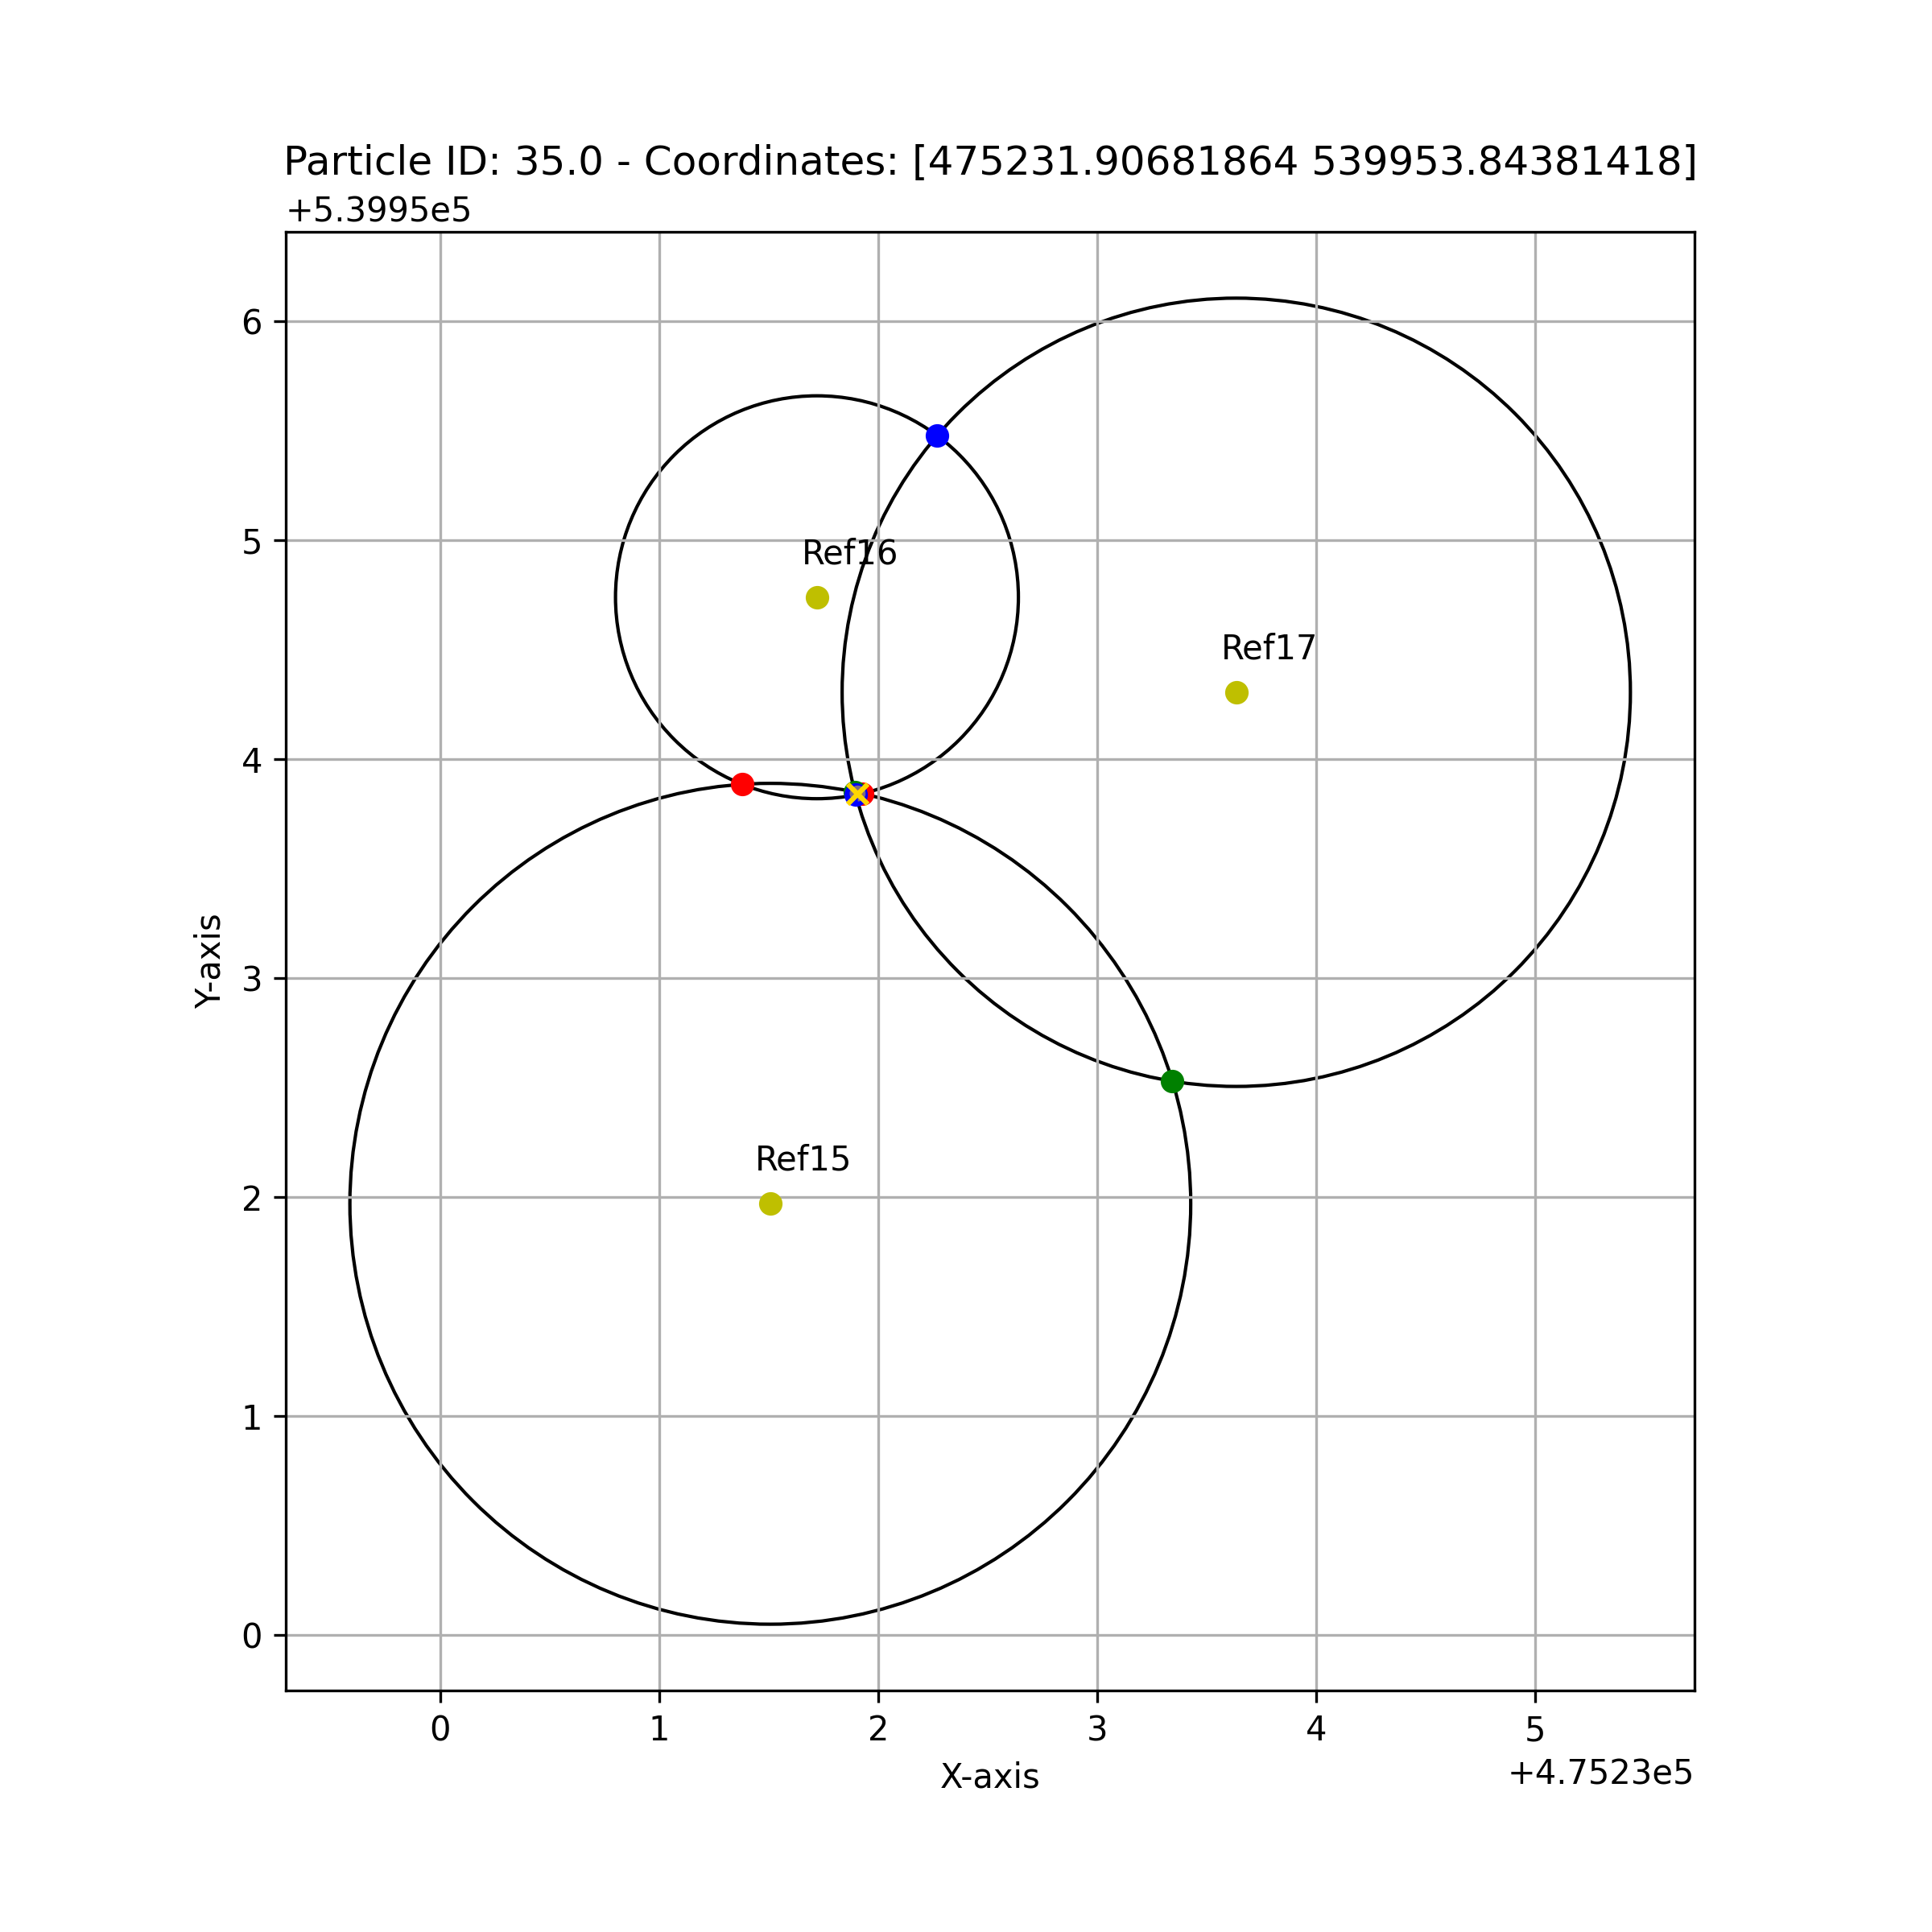 Particle ID: 35.0 - Coordinates: [475231.90681864 539953.84381418]
+5.3995e5
6
5
4
3
2
1
0
Y-axis
Ref16
Ref17
Ref15
0 1 2 3 4 5
X-axis
+4.7523e5